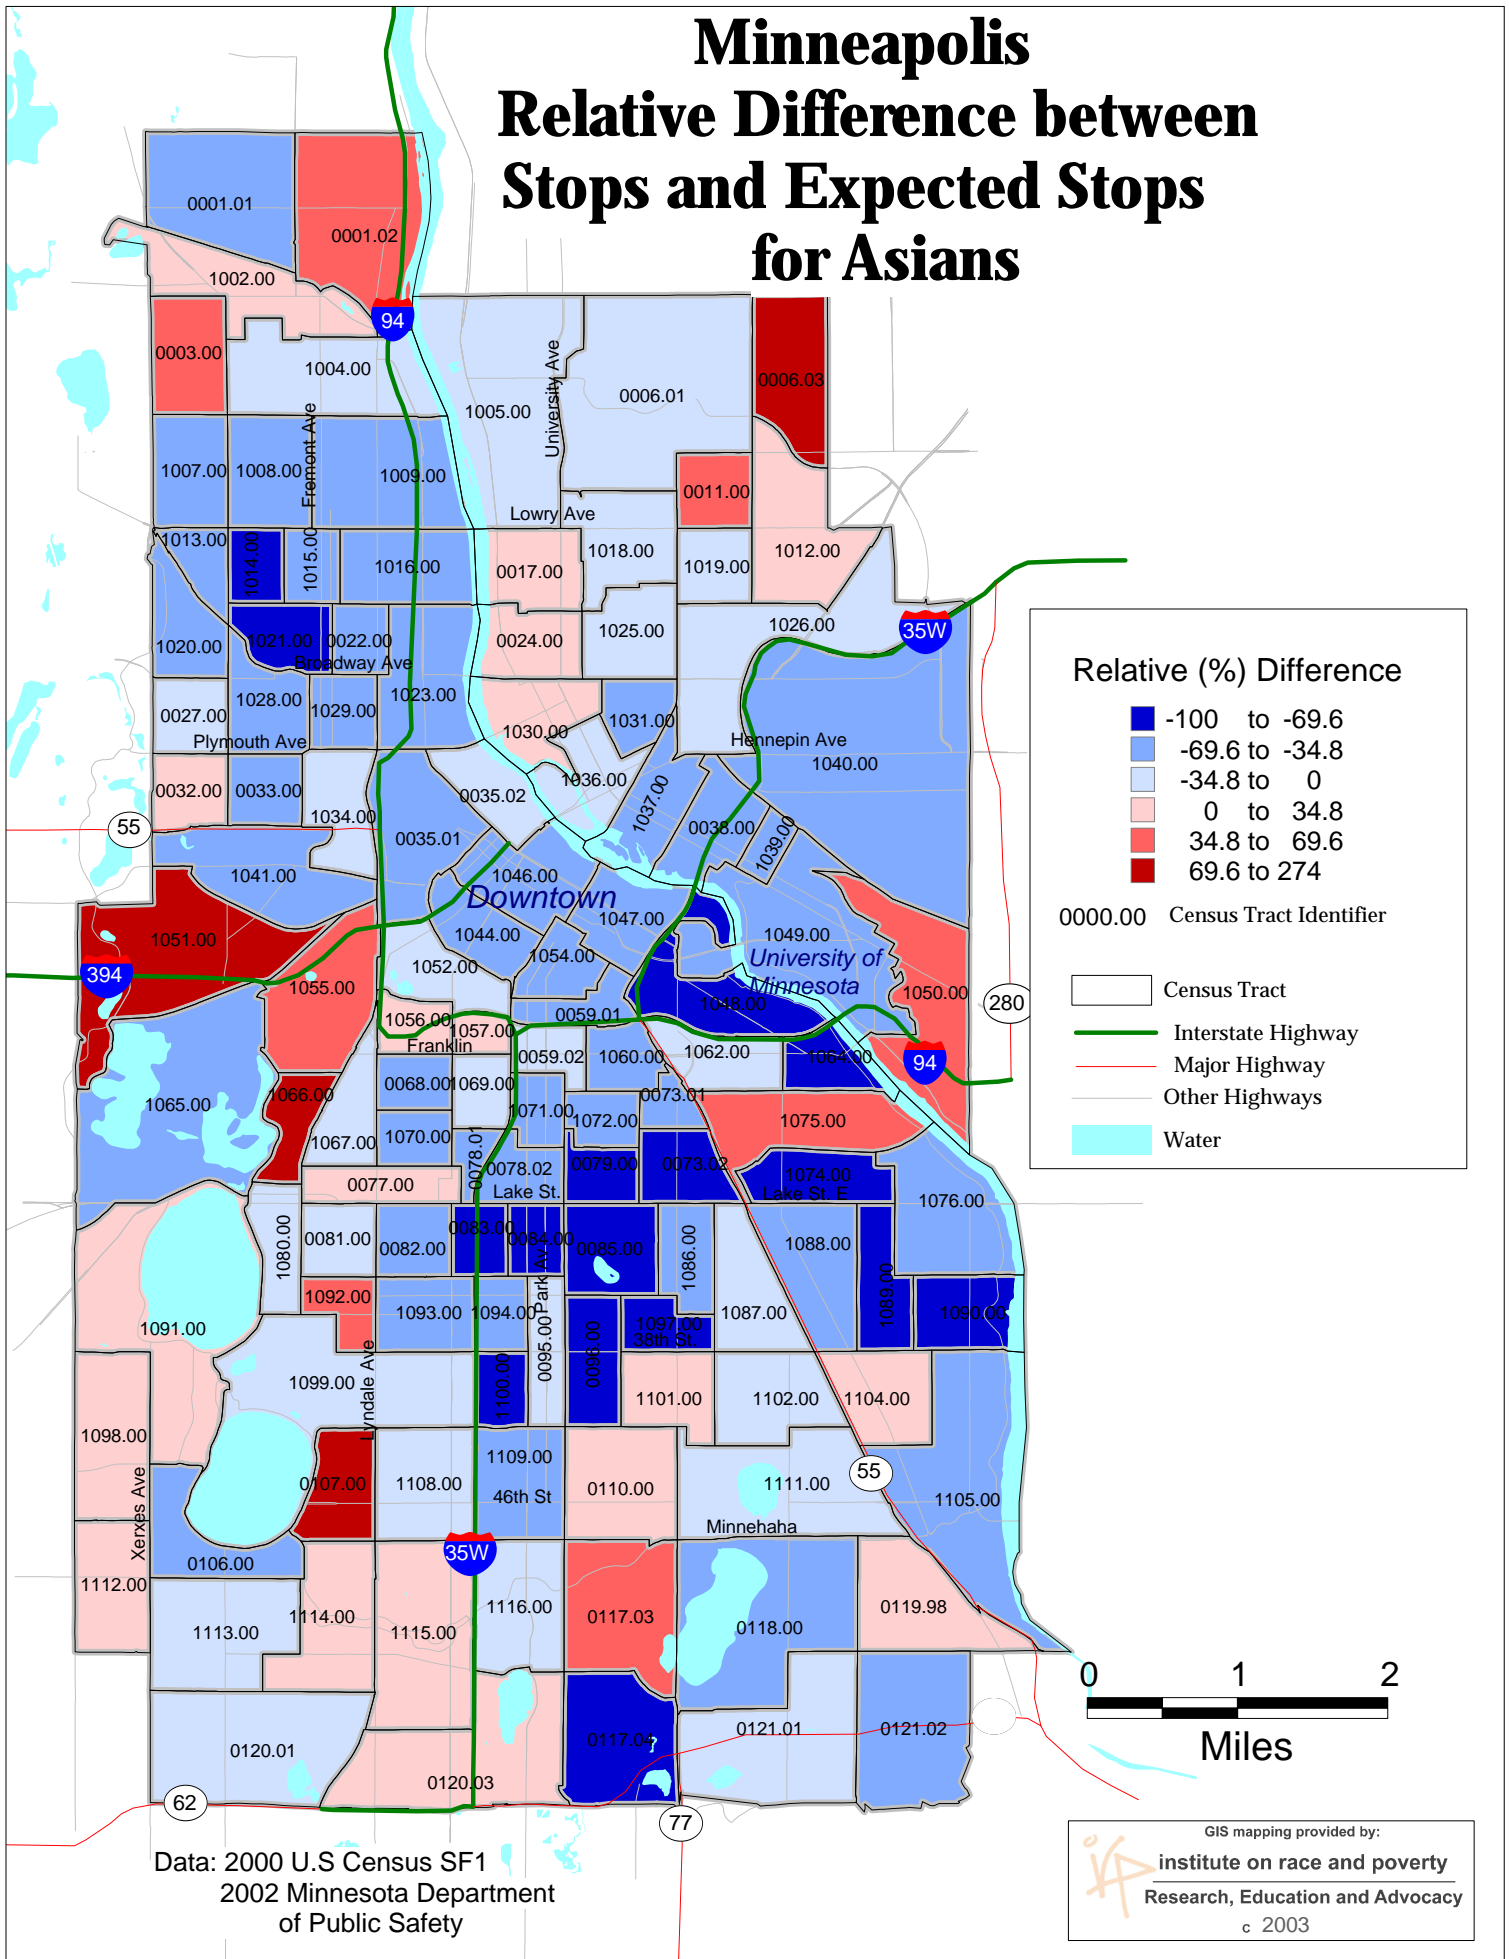 Minneapolis
Relative Difference between
Stops and Expected Stops
for Asians
0001.01
0001.02
1002.00
94
0003.00
1004.00
University Ave
0006.01
0006.03
1005.00
Fremont Ave
1007.00
1008.00
1009.00
0011.00
Lowry Ave
1013.00
1014.00
1015.00
1016.00
0017.00
1018.00
1019.00
1012.00
1020.00
1021.00
0022.00
Broadway Ave
0024.00
1025.00
1026.00
35W
0027.00
1028.00
1029.00
1023.00
Plymouth Ave
1030.00
1031.00
Hennepin Ave
1040.00
0032.00
0033.00
1034.00
0035.02
1036.00
1037.00
55
0035.01
0038.00
1039.00
1041.00
1046.00
Downtown
1047.00
1051.00
1044.00
1054.00
1049.00
University of
Minnesota
394
1052.00
1055.00
1050.00
280
1048.00
1056.00
1057.00
0059.01
Franklin
0059.02
1060.00
1062.00
1064.00
94
1065.00
1066.00
0068.00
1069.00
0073.01
1067.00
1070.00
1071.00
1072.00
1075.00
0077.00
0078.01
0078.02
Lake St.
0079.00
0073.02
1074.00
Lake St. E
1076.00
1080.00
0081.00
0082.00
0083.00
0084.00
0085.00
1086.00
1088.00
1089.00
1090.00
1091.00
1092.00
1093.00
1094.00
Park Av
0095.00
0096.00
1097.00
38th St.
1087.00
1098.00
1099.00
Lyndale Ave
1100.00
1101.00
1102.00
1104.00
Xerxes Ave
0107.00
1108.00
1109.00
46th St
0110.00
1111.00
55
1105.00
Minnehaha
0106.00
35W
1112.00
1113.00
1114.00
1115.00
1116.00
0117.03
0118.00
0119.98
0120.01
0120.03
0117.04
0121.01
0121.02
62
77
Relative (%) Difference
-100 to -69.6
-69.6 to -34.8
-34.8 to 0
0 to 34.8
34.8 to 69.6
69.6 to 274
0000.00 Census Tract Identifier
Census Tract
Interstate Highway
Major Highway
Other Highways
Water
0 1 2
Miles
Data: 2000 U.S Census SF1
2002 Minnesota Department
of Public Safety
GIS mapping provided by:
irp
institute on race and poverty
Research, Education and Advocacy
c 2003